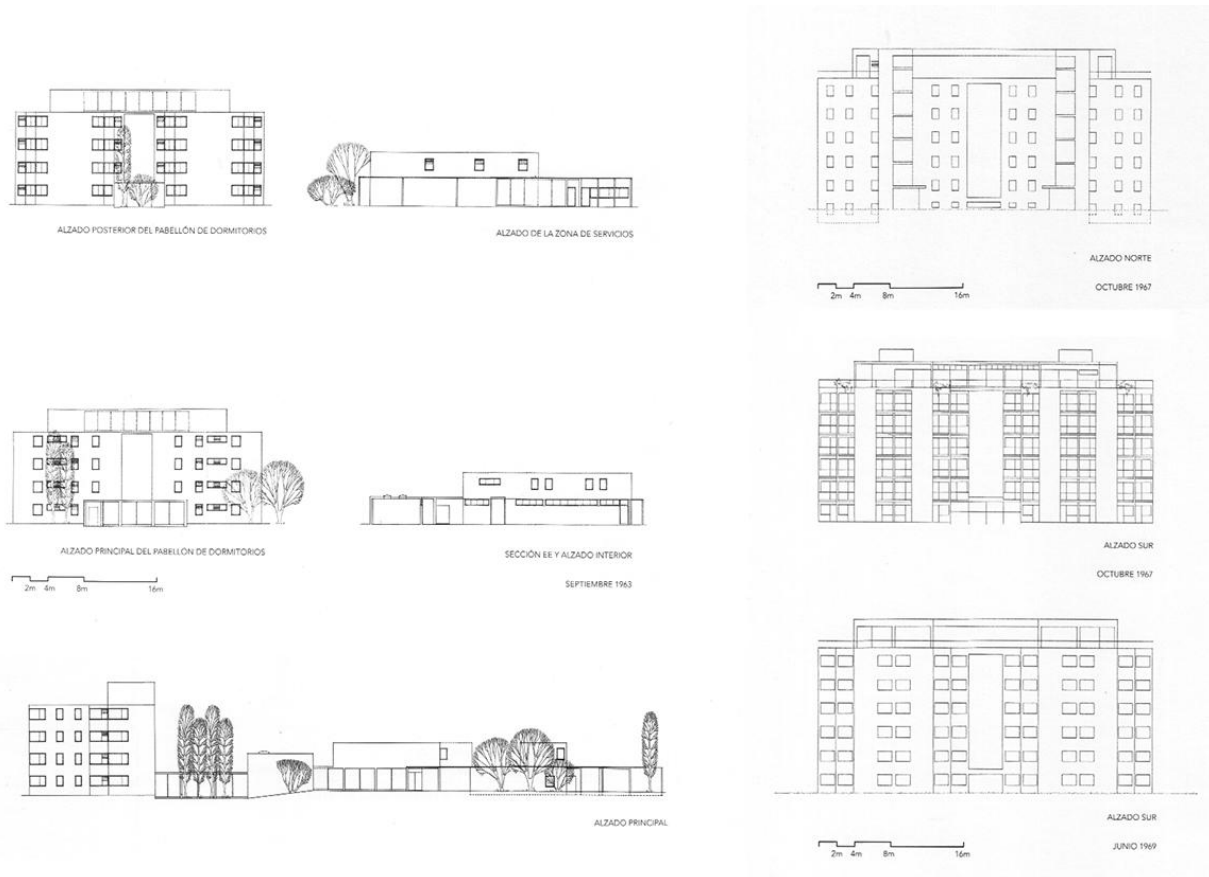 ALZADO POSTERIOR DEL PABELLÓN DE DORMITORIOS
ALZADO DE LA ZONA DE SERVICIOS
ALZADO PRINCIPAL DEL PABELLÓN DE DORMITORIOS
SECCIÓN EE Y ALZADO INTERIOR
2m 4m 8m 16m
SEPTIEMBRE 1963
ALZADO PRINCIPAL
ALZADO NORTE
OCTUBRE 1967
2m 4m 8m 16m
ALZADO SUR
OCTUBRE 1967
ALZADO SUR
JUNIO 1969
2m 4m 8m 16m